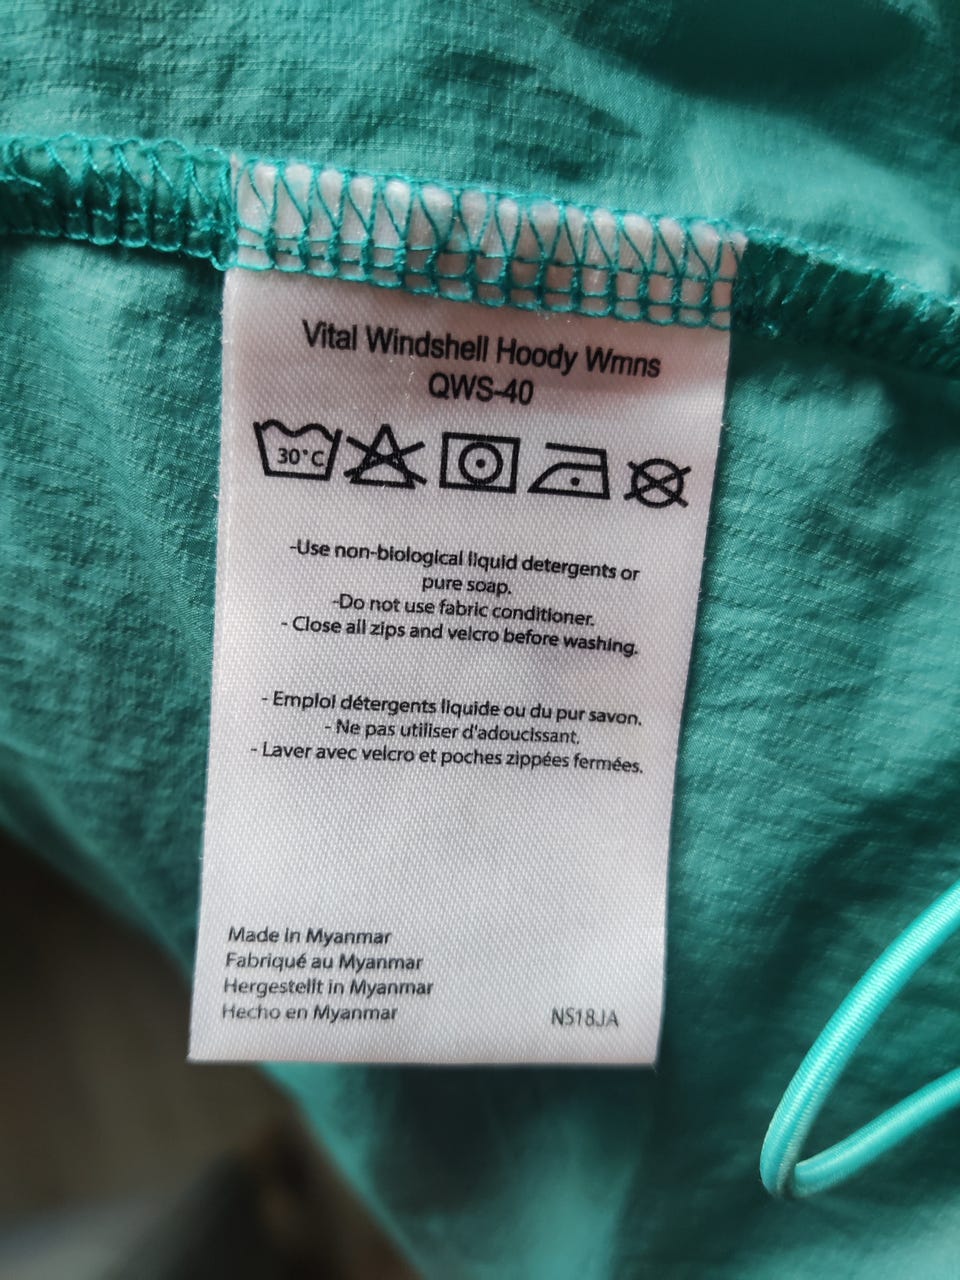 Vital Windshell Hoody Wmns
QWS-40
30°C
-Use non-biological liquid detergents or
pure soap.
-Do not use fabric conditioner.
- Close all zips and velcro before washing.
- Emploi détergents liquide ou du pur savon.
- Ne pas utiliser d'adoucissant.
- Laver avec velcro et poches zippées fermées.
Made in Myanmar
Fabriqué au Myanmar
Hergestellt in Myanmar
Hecho en Myanmar
NS18JA